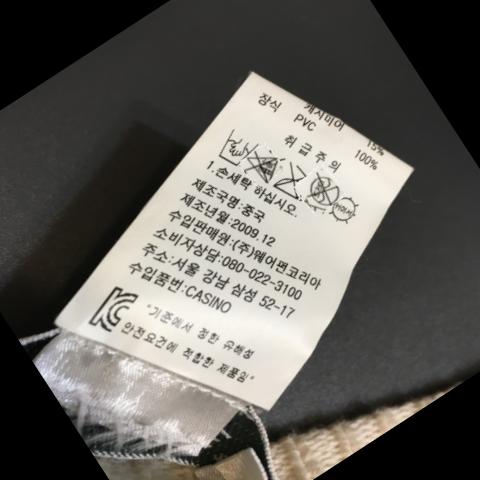 캐시미어 15%
장식 PVC 100%
취급주의
1.손세탁 하십시오.
제조국명:중국
제조년월:2009.12
수입판매원:(주)웨어펀코리아
소비자상담:080-022-3100
주소:서울 강남 삼성 52-17
수입품번:CASINO
"기준에서 정한 유해성
안전요건에 적합한 제품임"